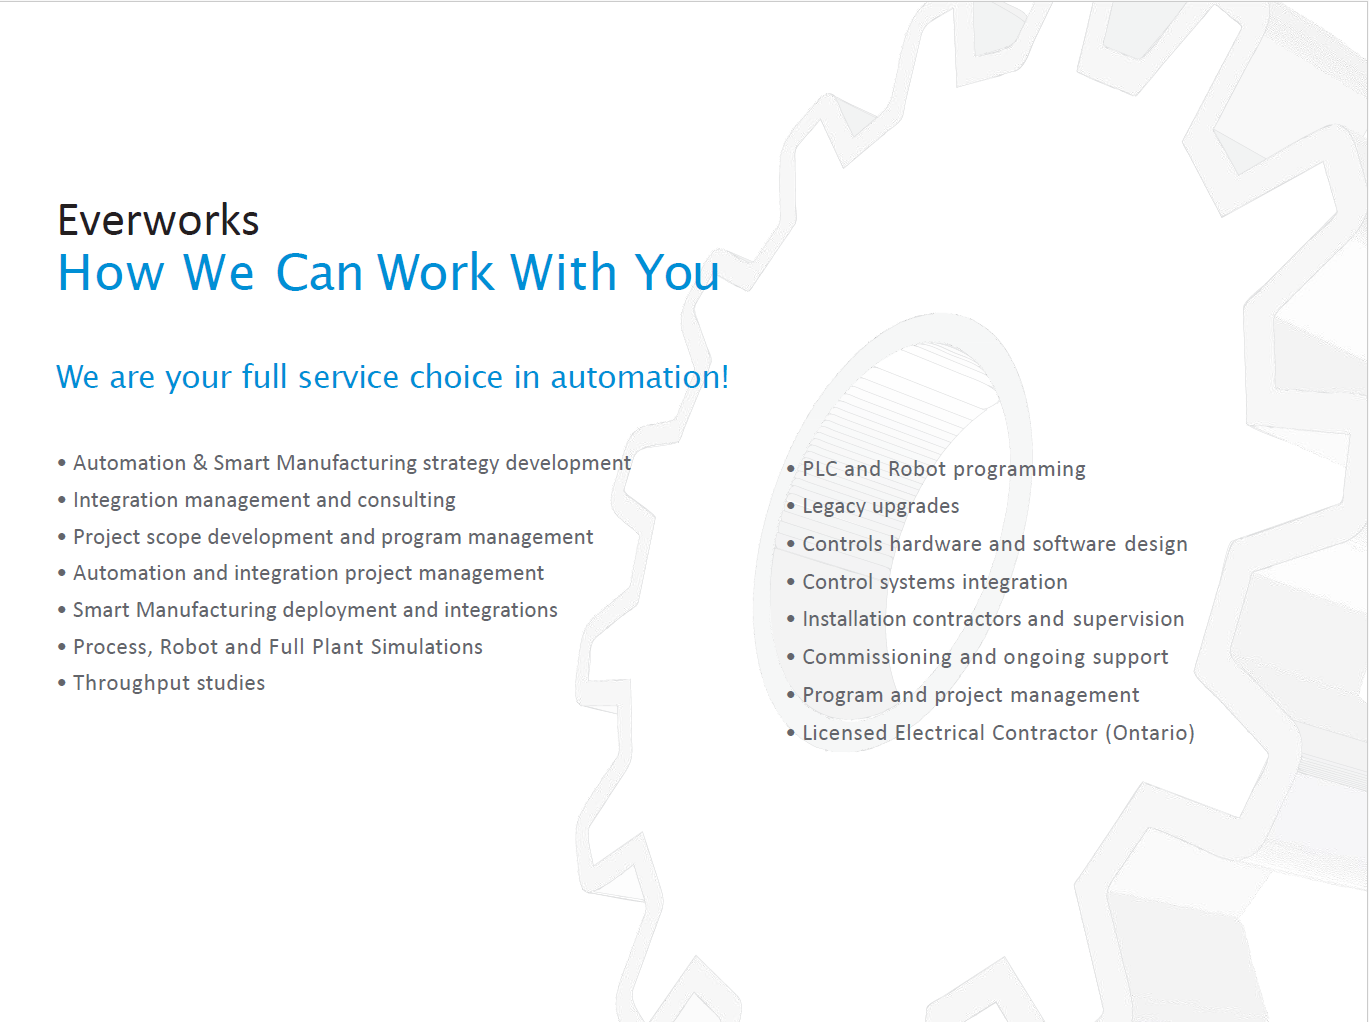 Everworks
How We Can Work With You
We are your full service choice in automation!
• Automation & Smart Manufacturing strategy development
• Integration management and consulting
• Project scope development and program management
• Automation and integration project management
• Smart Manufacturing deployment and integrations
• Process, Robot and Full Plant Simulations
• Throughput studies
• PLC and Robot programming
• Legacy upgrades
• Controls hardware and software design
• Control systems integration
• Installation contractors and supervision
• Commissioning and ongoing support
• Program and project management
• Licensed Electrical Contractor (Ontario)